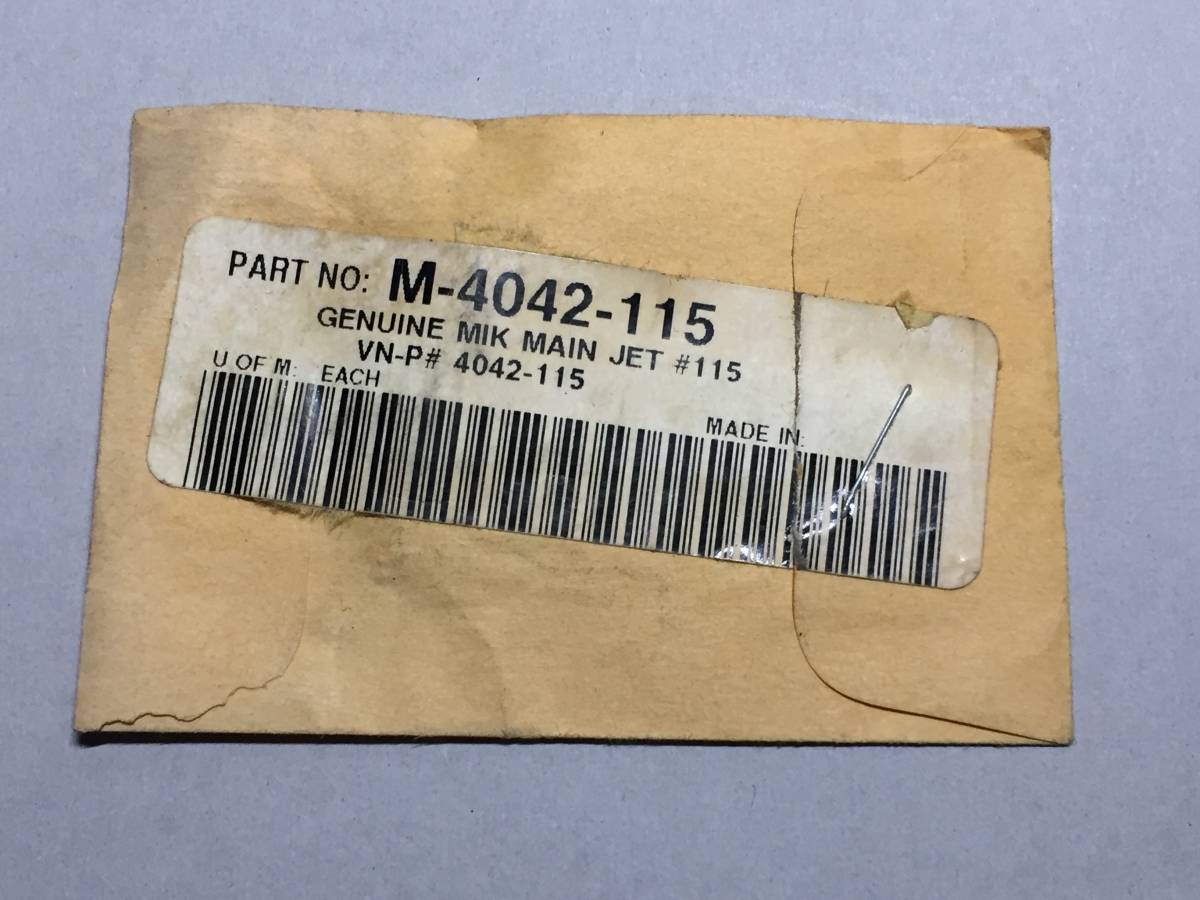 PART NO: M-4042-115
GENUINE MIK MAIN JET #115
VN-P# 4042-115
U OF M: EACH
MADE IN: